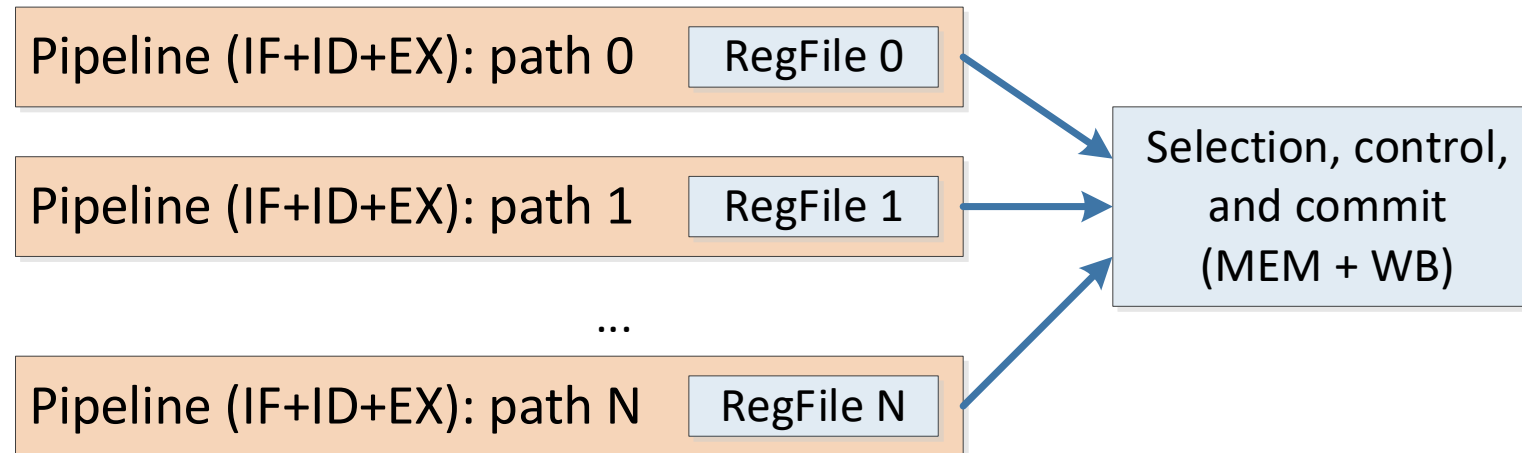 Pipeline (IF+ID+EX): path 0
RegFile 0
Pipeline (IF+ID+EX): path 1
RegFile 1
...
Pipeline (IF+ID+EX): path N
RegFile N
Selection, control,
and commit
(MEM + WB)